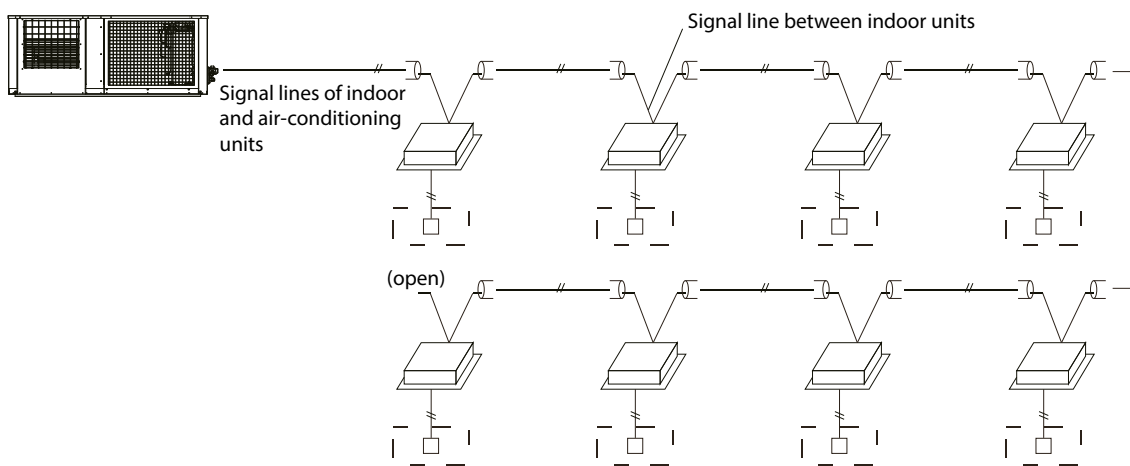 Signal line between indoor units
Signal lines of indoor
and air-conditioning
units
(open)